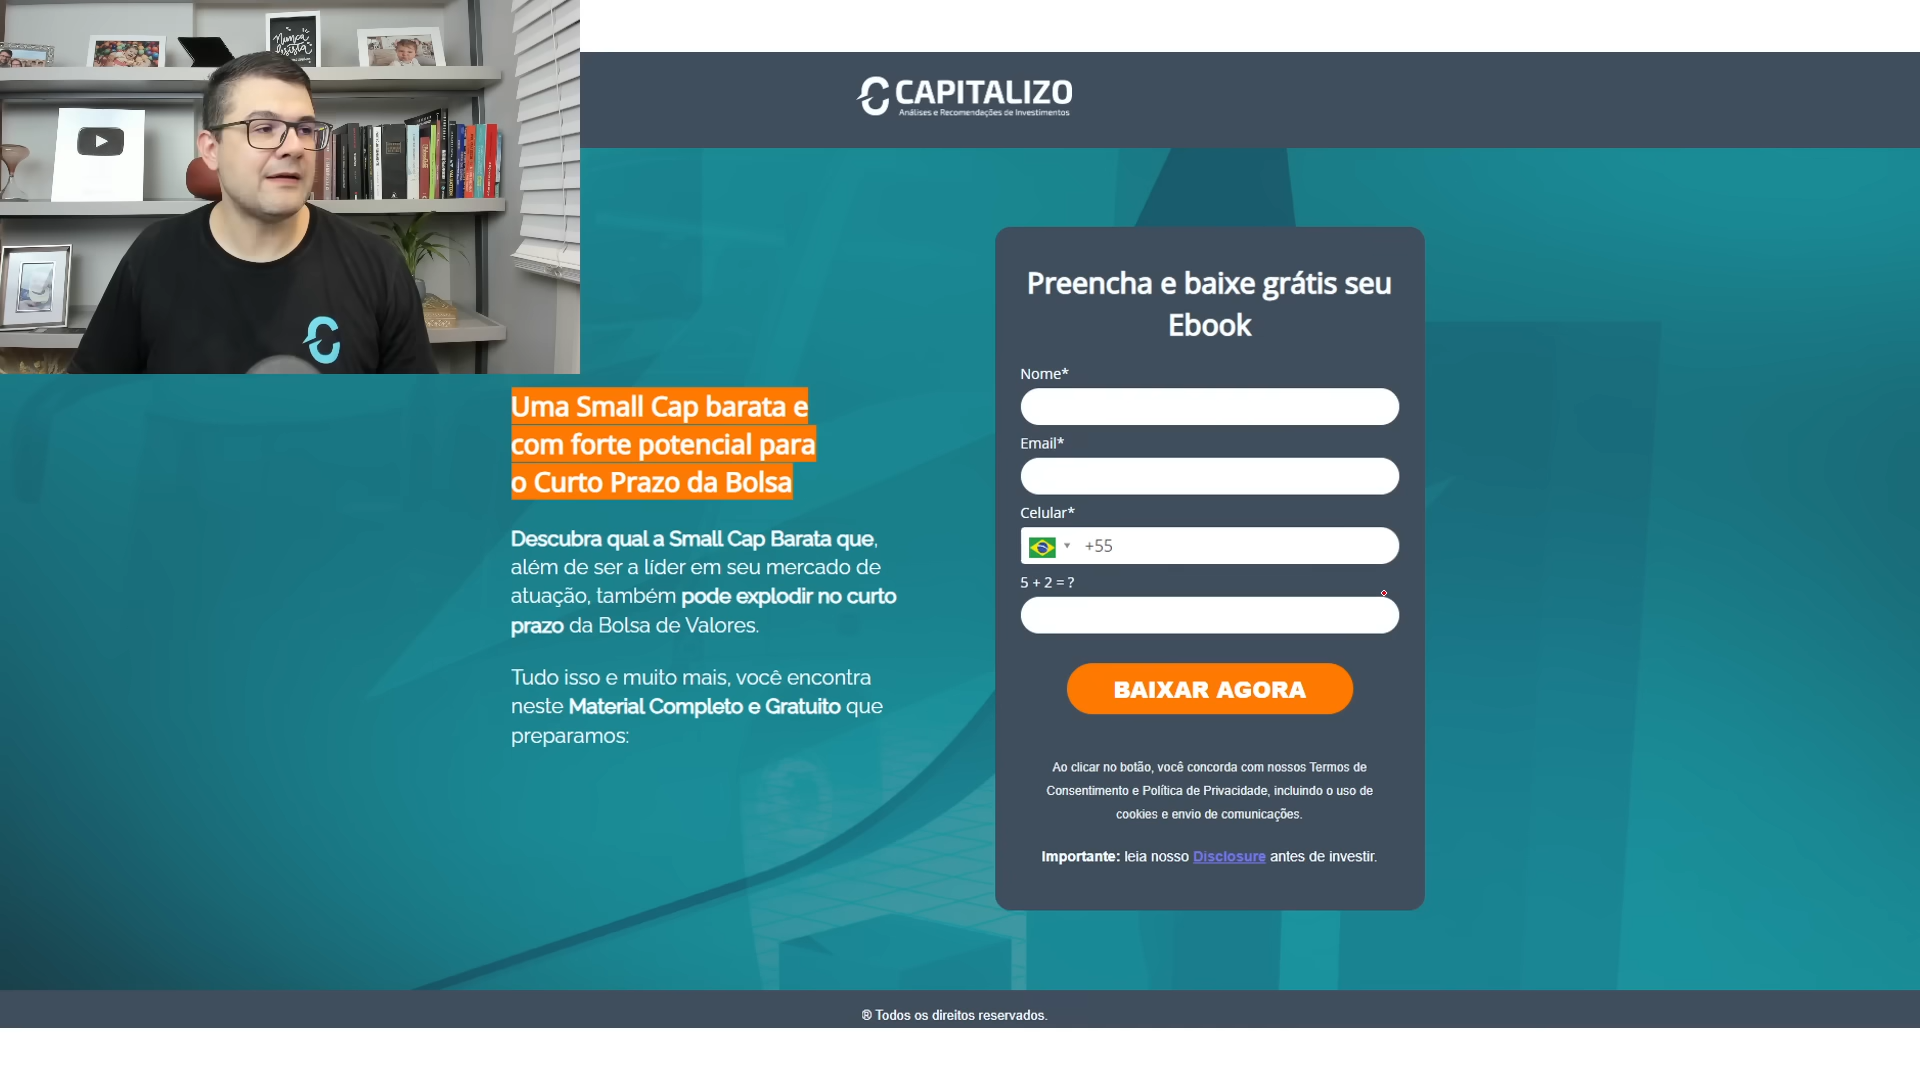 Nunca
desista
CAPITALIZO
Análises e Recomendações de Investimentos
Preencha e baixe grátis seu
Ebook
Nome*
Email*
Celular*
+55
5 + 2 = ?
BAIXAR AGORA
Ao clicar no botão, você concorda com nossos Termos de
Consentimento e Política de Privacidade, incluindo o uso de
cookies e envio de comunicações.
Importante: leia nosso Disclosure antes de investir.
Uma Small Cap barata e
com forte potencial para
o Curto Prazo da Bolsa
Descubra qual a Small Cap Barata que,
além de ser a líder em seu mercado de
atuação, também pode explodir no curto
prazo da Bolsa de Valores.
Tudo isso e muito mais, você encontra
neste Material Completo e Gratuito que
preparamos:
® Todos os direitos reservados.